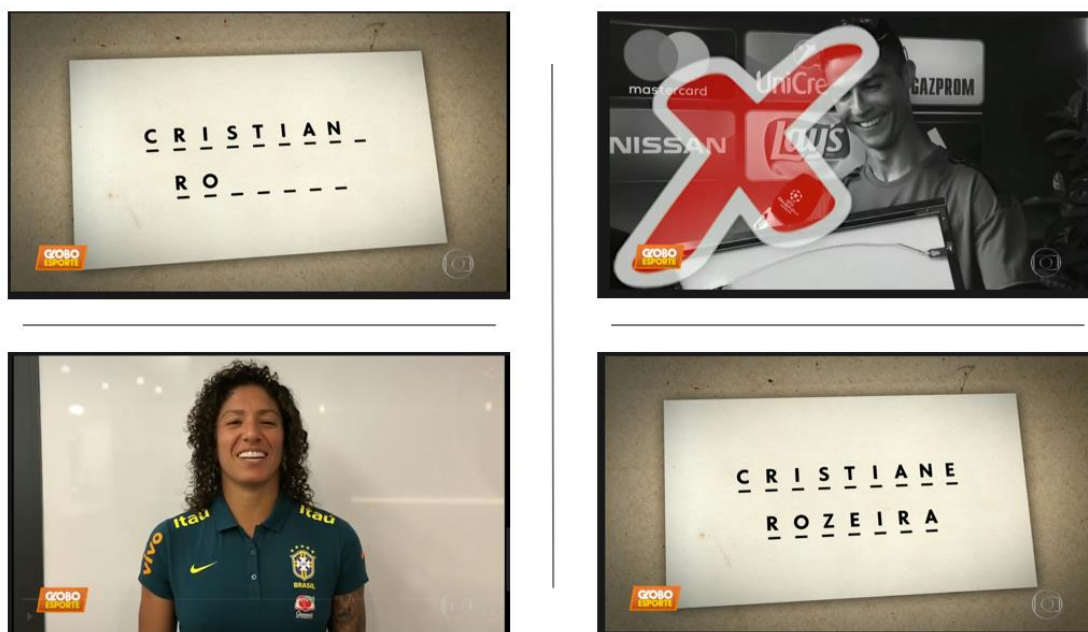 CRISTIAN_
RO_____
GLOBO
ESPORTE
mastercard
UniCre
GAZPROM
NISSAN
Lay's
GLOBO
ESPORTE
Itaú
Itaú
vivo
BRASIL
GLOBO
ESPORTE
CRISTIANE
ROZEIRA
GLOBO
ESPORTE